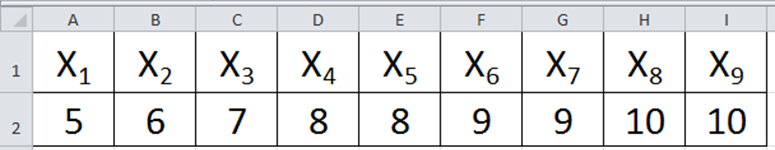 A B C D E F G H I
1 X₁ X₂ X₃ X₄ X₅ X₆ X₇ X₈ X₉
2 5 6 7 8 8 9 9 10 10